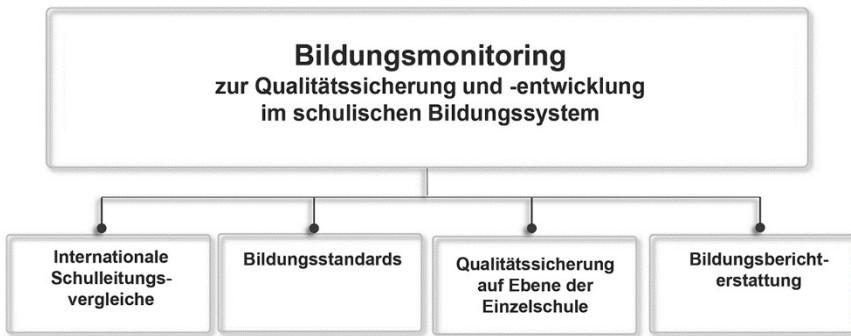 Bildungsmonitoring
zur Qualitätssicherung und -entwicklung
im schulischen Bildungssystem
Internationale
Schulleitungs-
vergleiche
Bildungsstandards
Qualitätssicherung
auf Ebene der
Einzelschule
Bildungsbericht-
erstattung